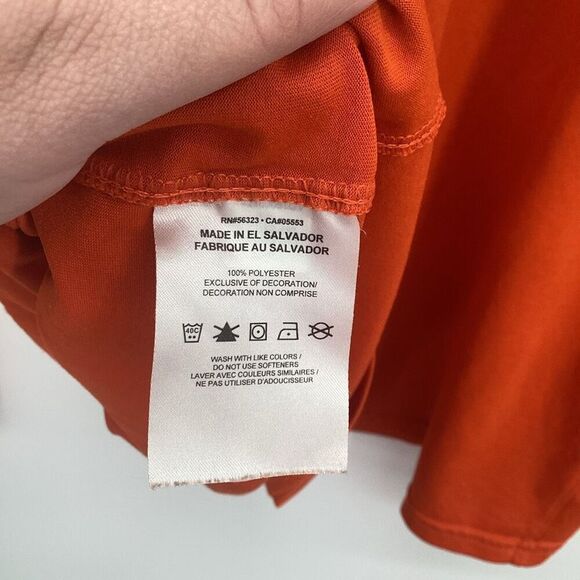 RN#56323 • CA#05553
MADE IN EL SALVADOR
FABRIQUE AU SALVADOR
100% POLYESTER
EXCLUSIVE OF DECORATION/
DECORATION NON COMPRISE
40C
WASH WITH LIKE COLORS /
DO NOT USE SOFTENERS
LAVER AVEC COULEURS SIMILAIRES /
NE PAS UTILISER D'ADOUCISSEUR